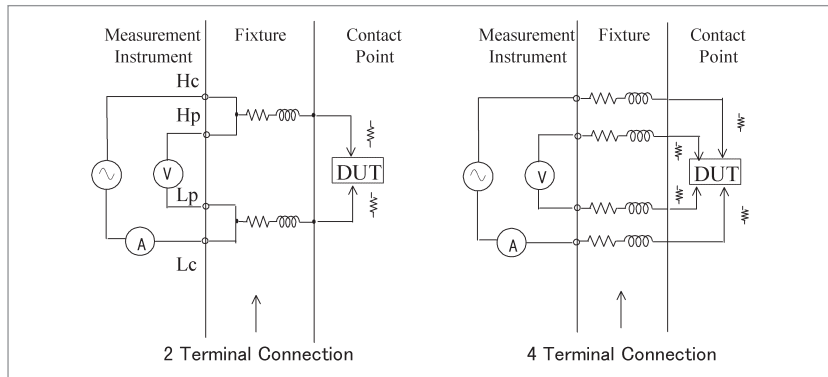 Measurement
Instrument
Fixture
Contact
Point
Hc
Hp
V
DUT
Lp
A
Lc
2 Terminal Connection
Measurement
Instrument
Fixture
Contact
Point
V
DUT
A
4 Terminal Connection